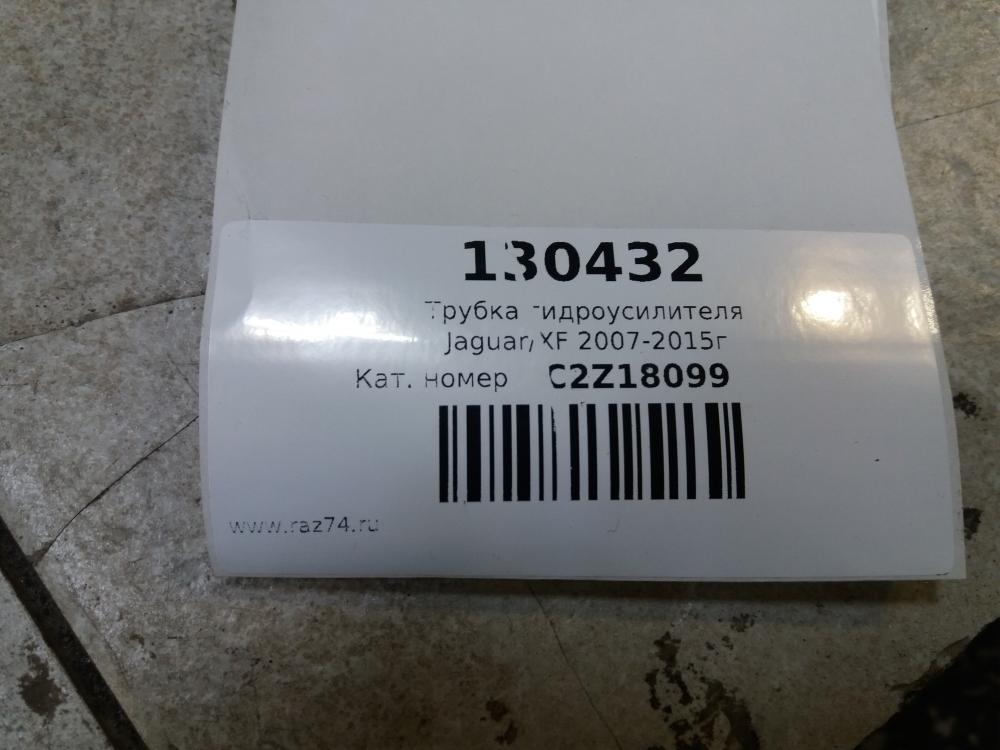 130432
Трубка гидроусилителя
Jaguar, XF 2007-2015г
Кат. номер C2Z18099
www.raz74.ru